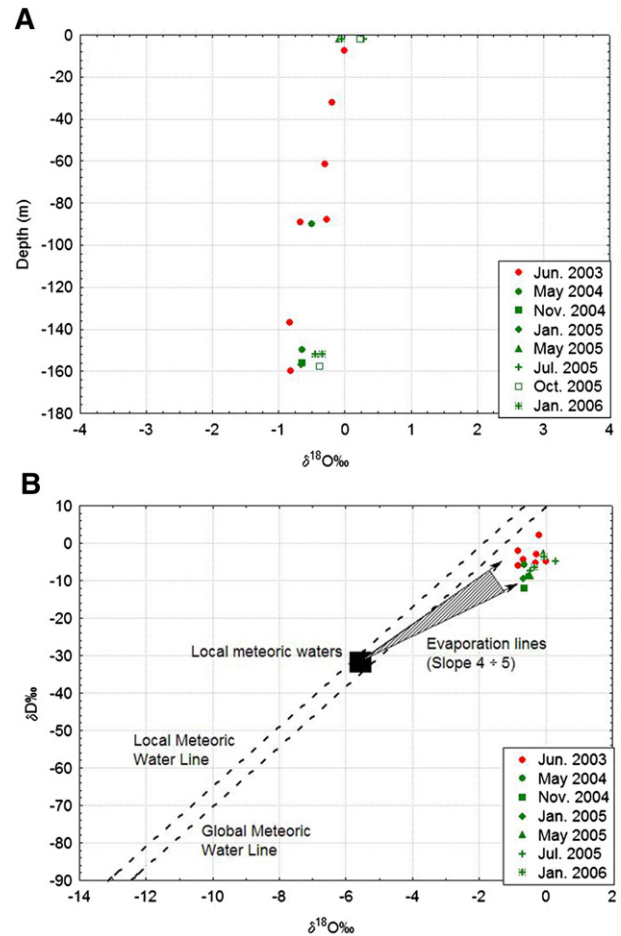 A
0
-20
-40
-60
-80
-100
-120
-140
-160
-180
Depth (m)
Jun. 2003
May 2004
Nov. 2004
Jan. 2005
May 2005
Jul. 2005
Oct. 2005
Jan. 2006
-4 -3 -2 -1 0 1 2 3 4
δ¹⁸O‰
B
10
0
-10
-20
-30
-40
-50
-60
-70
-80
-90
δD‰
Local meteoric waters
Evaporation lines
(Slope 4 ÷ 5)
Local Meteoric
Water Line
Global Meteoric
Water Line
Jun. 2003
May 2004
Nov. 2004
Jan. 2005
May 2005
Jul. 2005
Jan. 2006
-14 -12 -10 -8 -6 -4 -2 0 2
δ¹⁸O‰